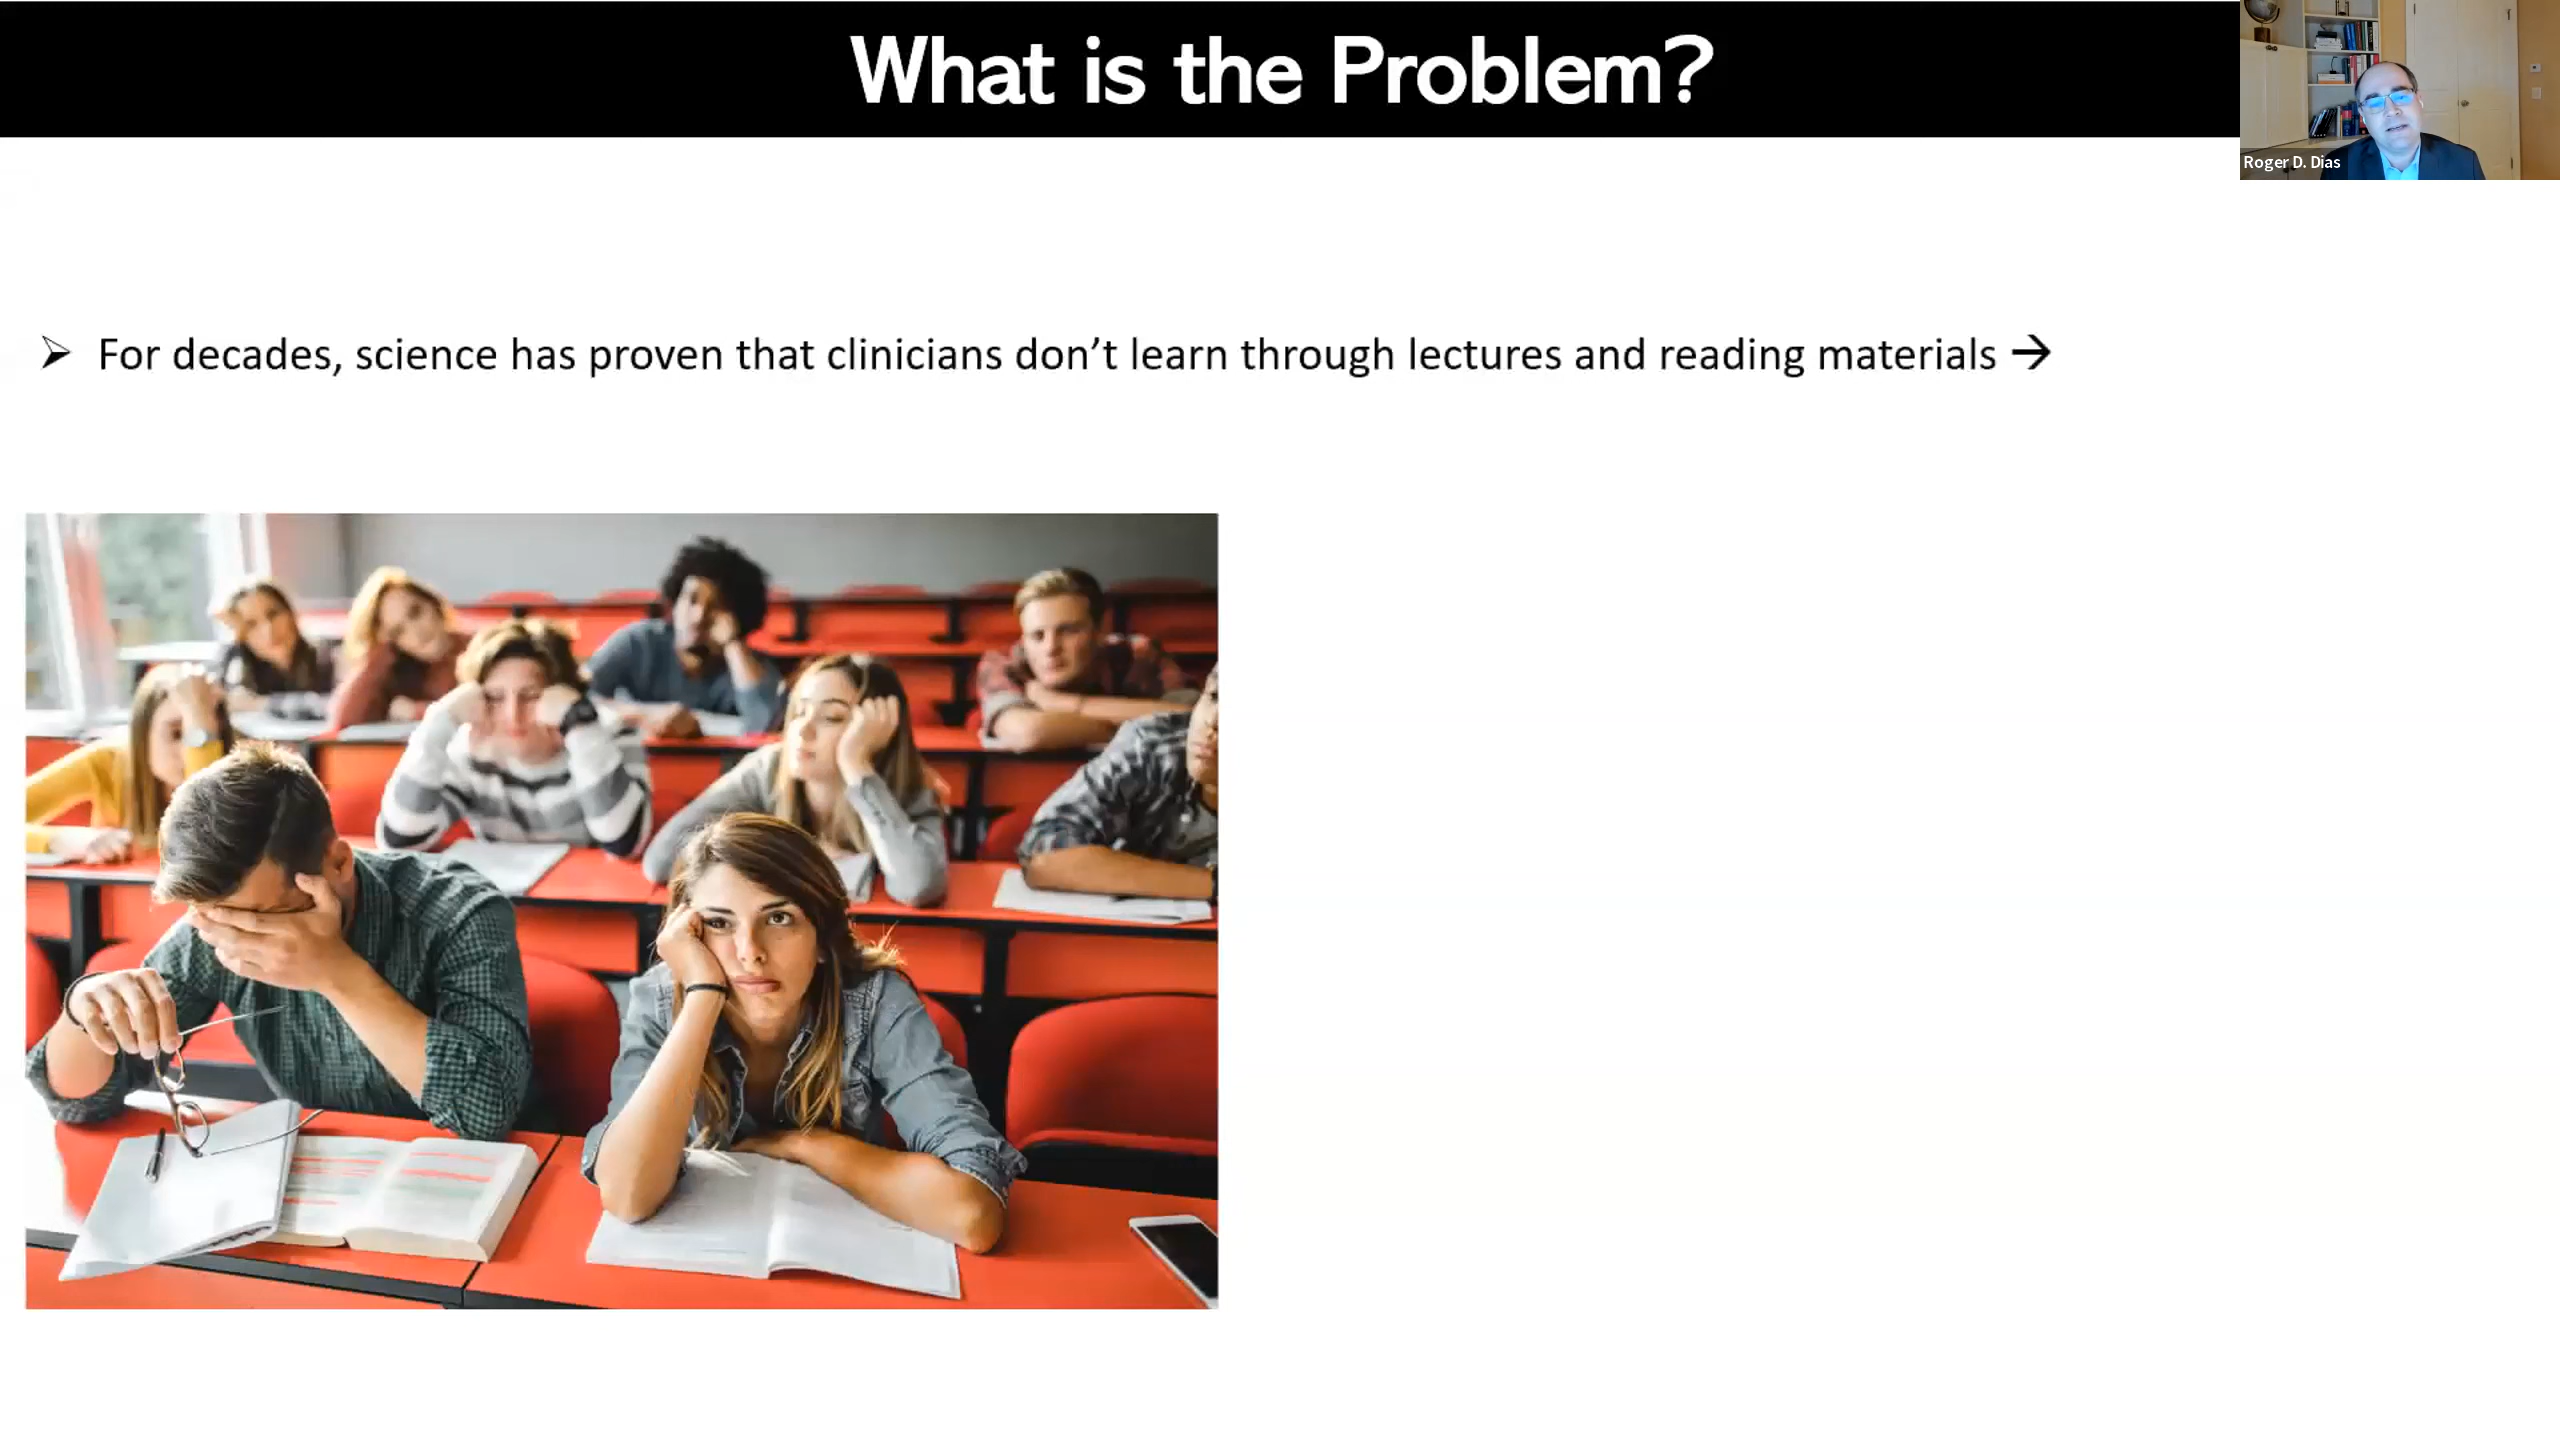 What is the Problem?
Roger D. Dias
➢ For decades, science has proven that clinicians don’t learn through lectures and reading materials →